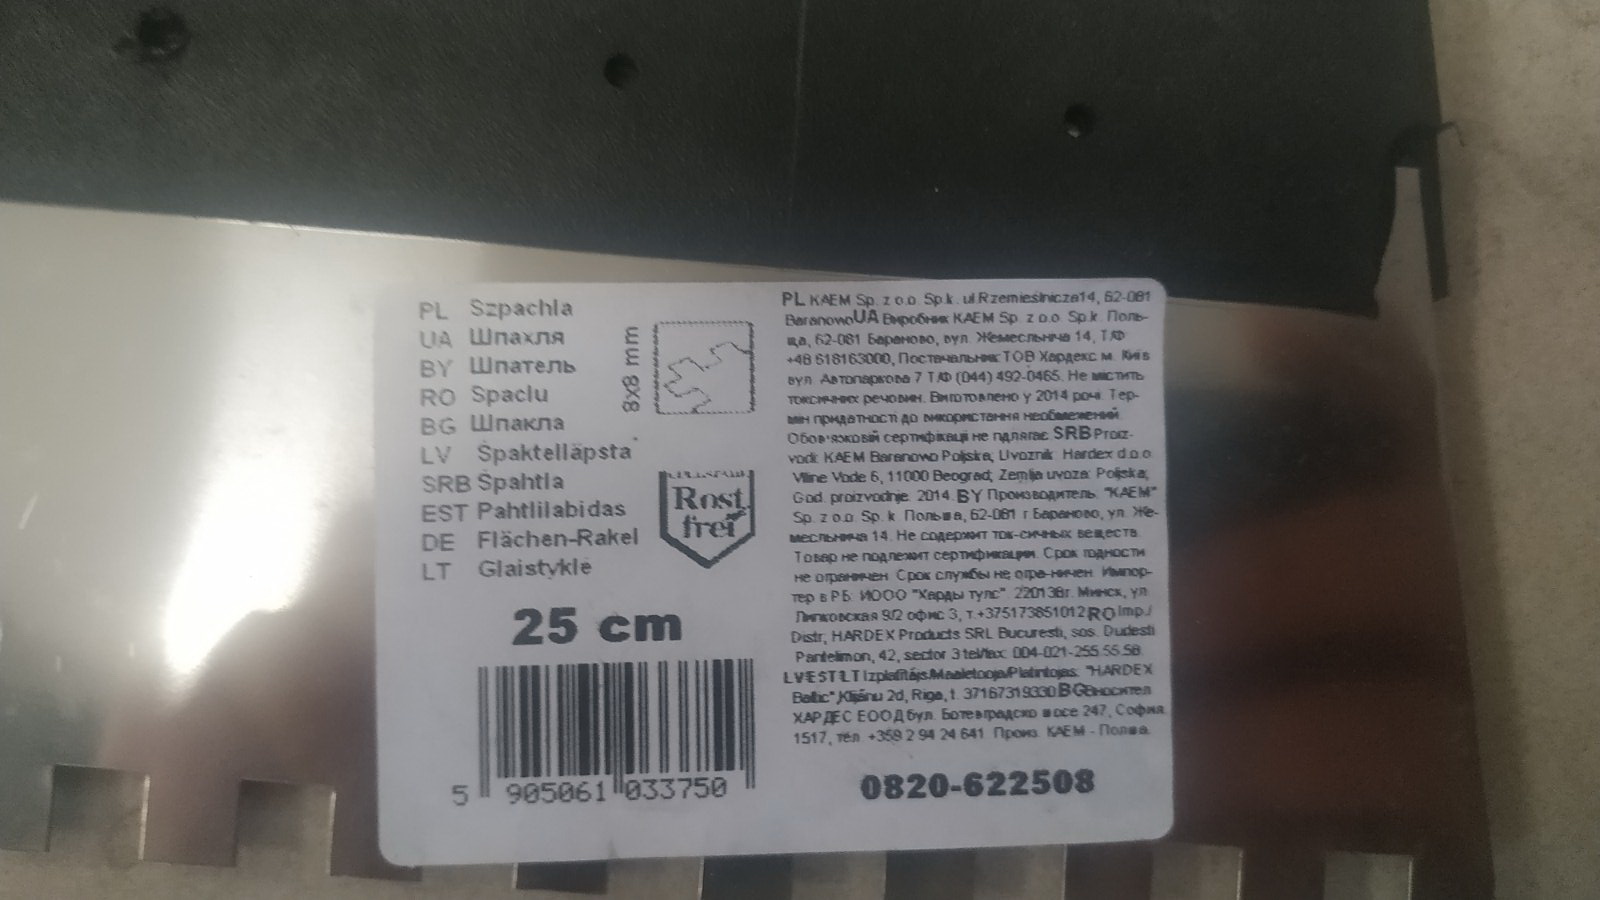 PL Szpachla
UA Шпахля
BY Шпатель
RO Spaclu
BG Шпакла
LV Špaktellāpsta
SRB Špahtla
EST Pahtlilabidas
DE Flächen-Rakel
LT Glaistyklė
8x8 mm
Rost
frei
25 cm
5 905061 033750
PL KAEM Sp. z o.o. Sp.k. ul.Rzemieślnicza14, 62-081
BaranowoUA Виробник KAEM Sp. z o.o. Sp.k. Поль-
ща, 62-081 Бараново, вул. Жемесльнича 14, Т/Ф
+48 618163000, Постачальник ТОВ Хардекс м. Київ
вул. Автопаркова 7 Т/Ф (044) 492-0465. Не містить
токсичних речовин. Виготовлено у 2014 році. Тер-
мін придатності до використання необмежений.
Обов'язковій сертифікації не підлягає. SRB Proiz-
vođi: KAEM Baranowo Poljska; Uvoznik: Hardex d.o.o.
Viline Vode 6, 11000 Beograd; Zemlja uvoza: Poljska;
God. proizvodnje: 2014. BY Производитель: "KAEM"
Sp. z o.o. Sp. k. Польша, 62-081 г.Бараново, ул. Же-
месльнича 14. Не содержит ток-сичных веществ.
Товар не подлежит сертификации. Срок годности
не ограничен. Срок службы не огра-ничен. Импор-
тер в РБ: ИООО "Харды тулс". 220138г. Минск, ул.
Липковская 9/2 офис 3, т.+375173851012 RO Imp./
Distr; HARDEX Products SRL Bucuresti, sos. Dudesti
Pantelimon, 42, sector 3 tel/fax: 004-021-255.55.58.
LVESTLT Izplatītājs/Maaletooja/Platintojas: "HARDEX
Baltic",Klijānu 2d, Riga, t. 37167319330 BG Вносител
ХАРДЕС ЕООД бул. Ботевградско шосе 247, София
1517, тел. +359 2 94 24 641. Произ. KAEM - Полша.
0820-622508